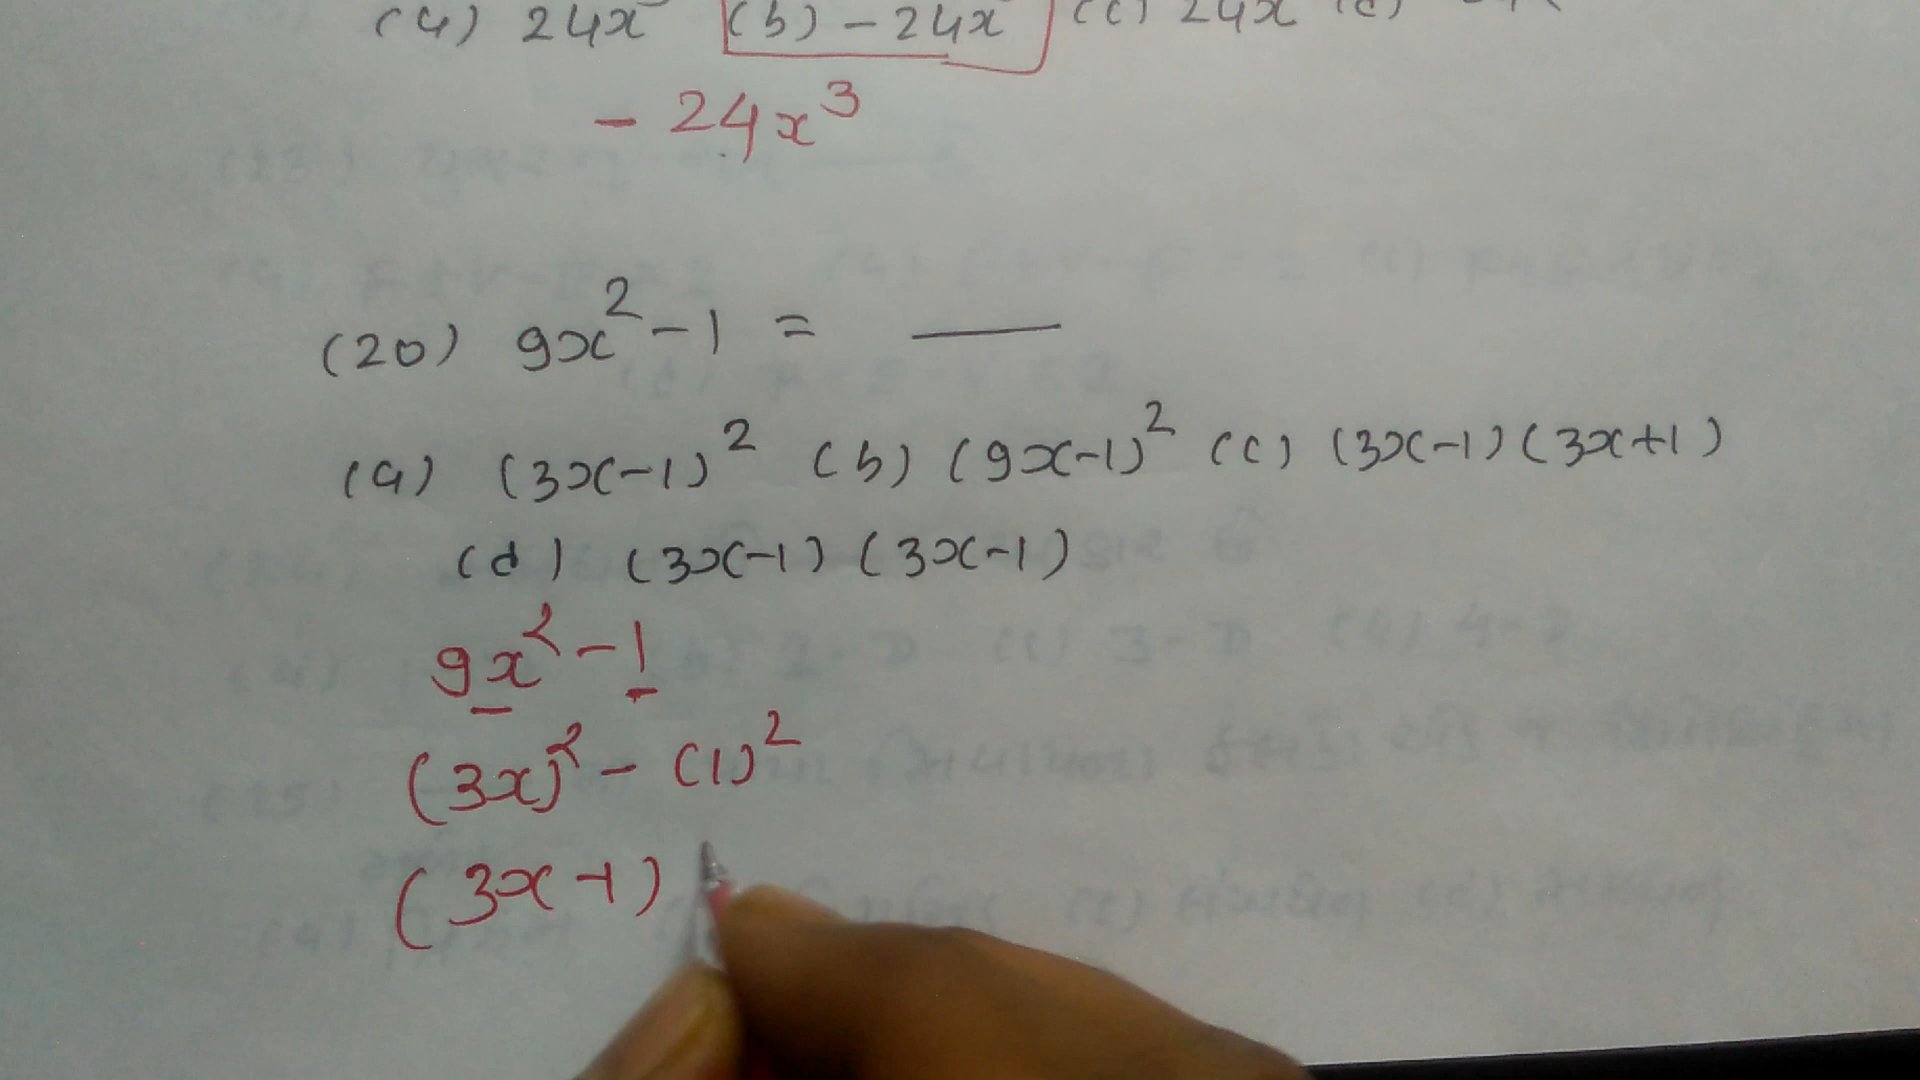 (a) 24x (b) -24x (c) 24x (d)
- 24x³
(20) 9x² - 1 = ___
(a) (3x-1)² (b) (9x-1)² (c) (3x-1)(3x+1)
(d) (3x-1)(3x-1)
9x² - 1
(3x)² - (1)²
(3x-1)